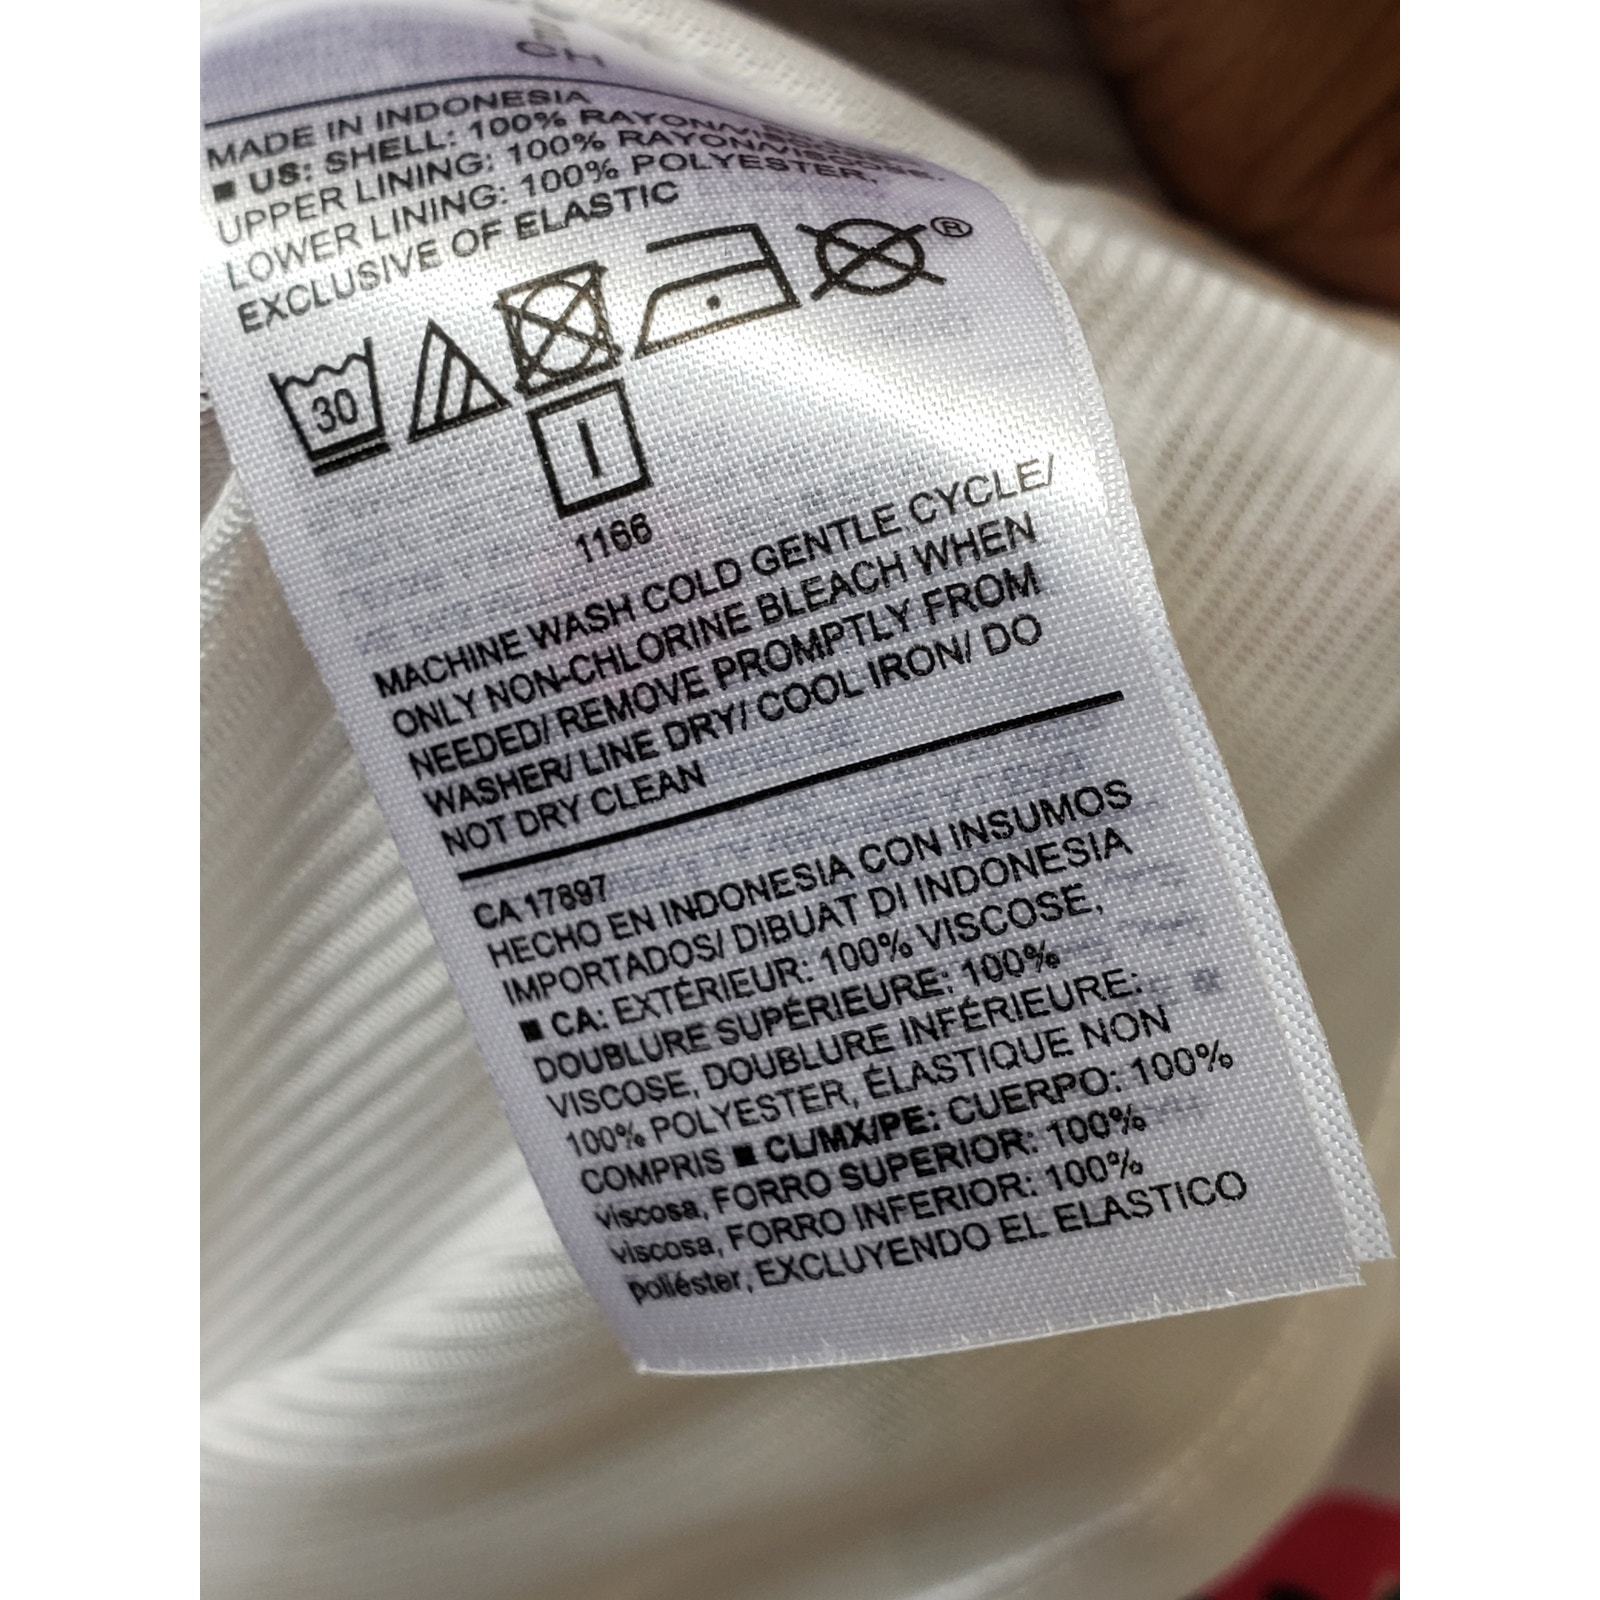 CH
MADE IN INDONESIA
■ US: SHELL: 100% RAYON/VISCOSE,
UPPER LINING: 100% RAYON/VISCOSE,
LOWER LINING: 100% POLYESTER,
EXCLUSIVE OF ELASTIC
®
30
1166
MACHINE WASH COLD GENTLE CYCLE/
ONLY NON-CHLORINE BLEACH WHEN
NEEDED/ REMOVE PROMPTLY FROM
WASHER/ LINE DRY/ COOL IRON/ DO
NOT DRY CLEAN
CA 17897
HECHO EN INDONESIA CON INSUMOS
IMPORTADOS/ DIBUAT DI INDONESIA
■ CA: EXTÉRIEUR: 100% VISCOSE,
DOUBLURE SUPÉRIEURE: 100%
VISCOSE, DOUBLURE INFÉRIEURE:
100% POLYESTER, ÉLASTIQUE NON
COMPRIS ■ CL/MX/PE: CUERPO: 100%
viscosa, FORRO SUPERIOR: 100%
viscosa, FORRO INFERIOR: 100%
poliéster, EXCLUYENDO EL ELASTICO